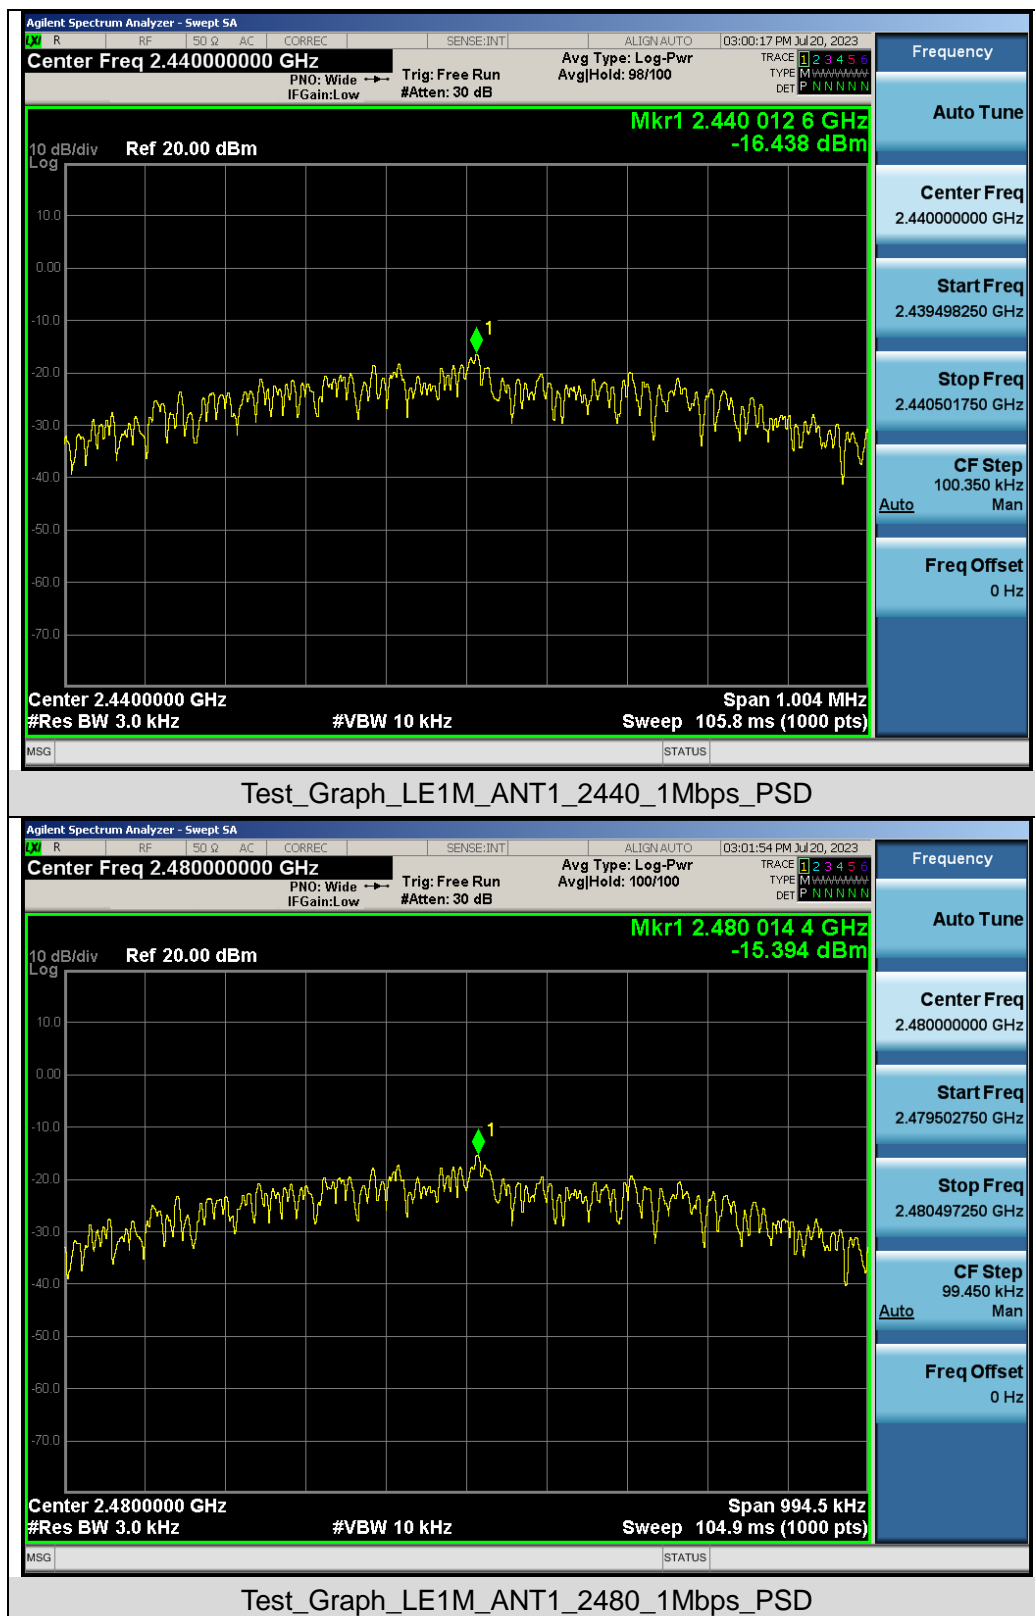 Agilent Spectrum Analyzer - Swept SA
LXI R RF 50 Ω AC CORREC SENSE:INT ALIGN AUTO 03:00:17 PM Jul 20, 2023
Center Freq 2.440000000 GHz
PNO: Wide
IFGain:Low
Trig: Free Run
#Atten: 30 dB
Avg Type: Log-Pwr
Avg|Hold: 98/100
TRACE 1 2 3 4 5 6
TYPE M
DET P N N N N N
Mkr1 2.440 012 6 GHz
-16.438 dBm
10 dB/div
Log
Ref 20.00 dBm
10.0
0.00
-10.0
-20.0
-30.0
-40.0
-50.0
-60.0
-70.0
1
Center 2.4400000 GHz
Span 1.004 MHz
#Res BW 3.0 kHz
#VBW 10 kHz
Sweep 105.8 ms (1000 pts)
MSG
STATUS
Frequency
Auto Tune
Center Freq
2.440000000 GHz
Start Freq
2.439498250 GHz
Stop Freq
2.440501750 GHz
CF Step
100.350 kHz
Auto Man
Freq Offset
0 Hz
Test_Graph_LE1M_ANT1_2440_1Mbps_PSD
Agilent Spectrum Analyzer - Swept SA
LXI R RF 50 Ω AC CORREC SENSE:INT ALIGN AUTO 03:01:54 PM Jul 20, 2023
Center Freq 2.480000000 GHz
PNO: Wide
IFGain:Low
Trig: Free Run
#Atten: 30 dB
Avg Type: Log-Pwr
Avg|Hold: 100/100
TRACE 1 2 3 4 5 6
TYPE M
DET P N N N N N
Mkr1 2.480 014 4 GHz
-15.394 dBm
10 dB/div
Log
Ref 20.00 dBm
10.0
0.00
-10.0
-20.0
-30.0
-40.0
-50.0
-60.0
-70.0
1
Center 2.4800000 GHz
Span 994.5 kHz
#Res BW 3.0 kHz
#VBW 10 kHz
Sweep 104.9 ms (1000 pts)
MSG
STATUS
Frequency
Auto Tune
Center Freq
2.480000000 GHz
Start Freq
2.479502750 GHz
Stop Freq
2.480497250 GHz
CF Step
99.450 kHz
Auto Man
Freq Offset
0 Hz
Test_Graph_LE1M_ANT1_2480_1Mbps_PSD